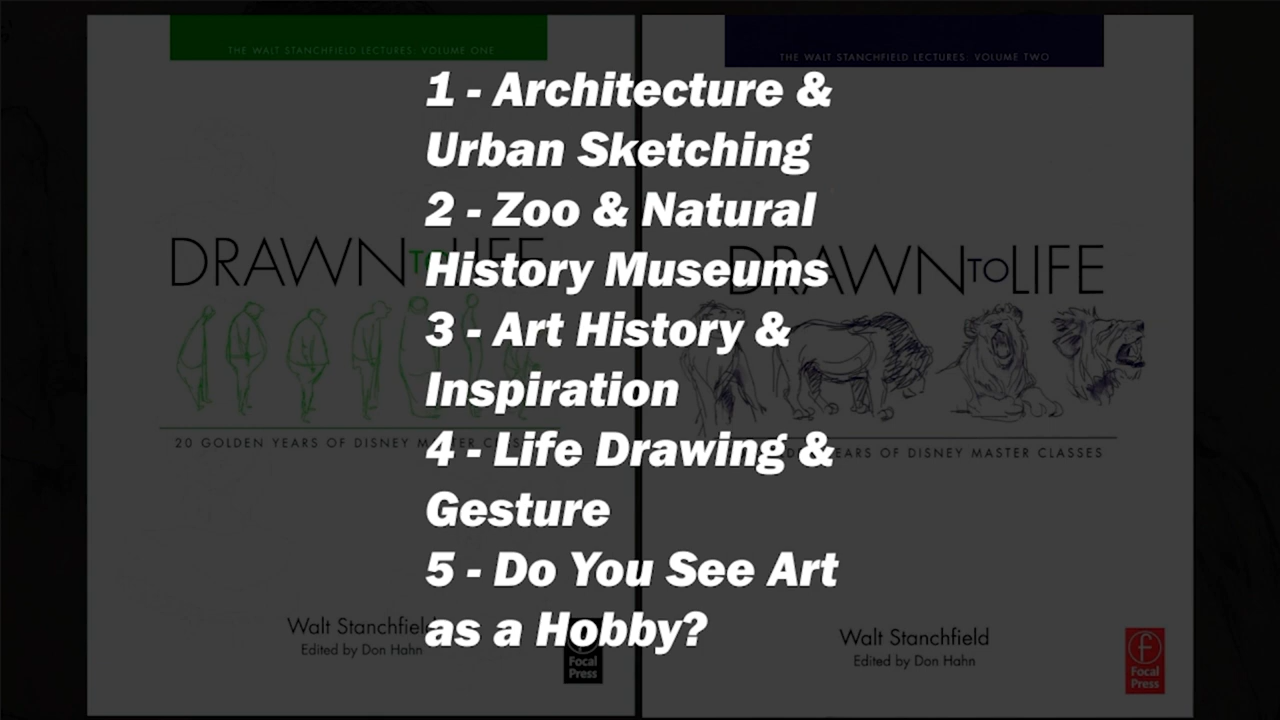 THE WALT STANCHFIELD LECTURES: VOLUME ONE
THE WALT STANCHFIELD LECTURES: VOLUME TWO
1 - Architecture &
Urban Sketching
2 - Zoo & Natural
History Museums
3 - Art History &
Inspiration
4 - Life Drawing &
Gesture
5 - Do You See Art
as a Hobby?
DRAWN TO LIFE
20 GOLDEN YEARS OF DISNEY MASTER
Walt Stanchfield
Edited by Don Hahn
Focal
Press
DRAWN TO LIFE
YEARS OF DISNEY MASTER CLASSES
Walt Stanchfield
Edited by Don Hahn
Focal
Press